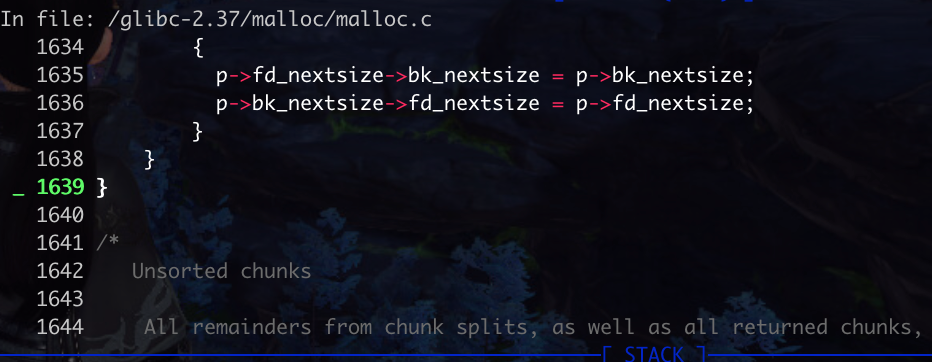 In file: /glibc-2.37/malloc/malloc.c
1634         {
1635           p->fd_nextsize->bk_nextsize = p->bk_nextsize;
1636           p->bk_nextsize->fd_nextsize = p->fd_nextsize;
1637         }
1638     }
_ 1639 }
1640
1641 /*
1642    Unsorted chunks
1643
1644     All remainders from chunk splits, as well as all returned chunks,
[ STACK ]